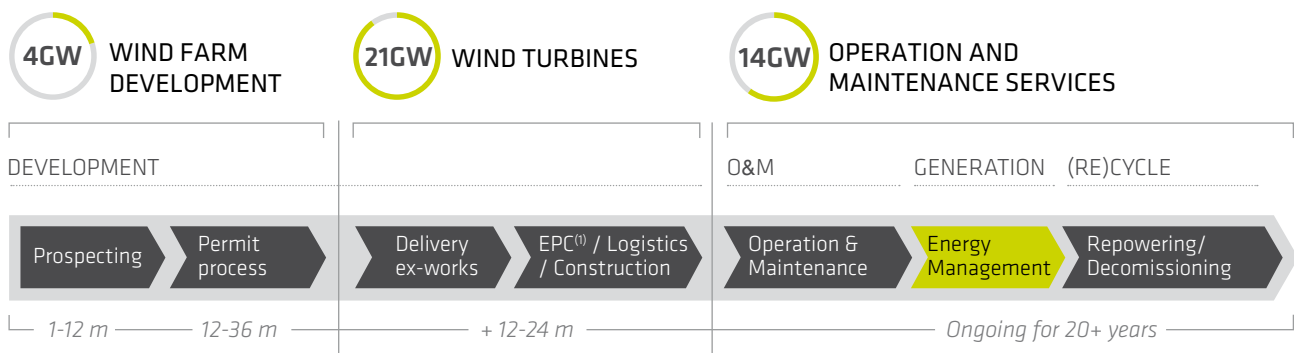 4GW
WIND FARM
DEVELOPMENT
21GW
WIND TURBINES
14GW
OPERATION AND
MAINTENANCE SERVICES
DEVELOPMENT
O&M
GENERATION
(RE)CYCLE
Prospecting
Permit
process
Delivery
ex-works
EPC(1) / Logistics
/ Construction
Operation &
Maintenance
Energy
Management
Repowering/
Decomissioning
1-12 m
12-36 m
+ 12-24 m
Ongoing for 20+ years